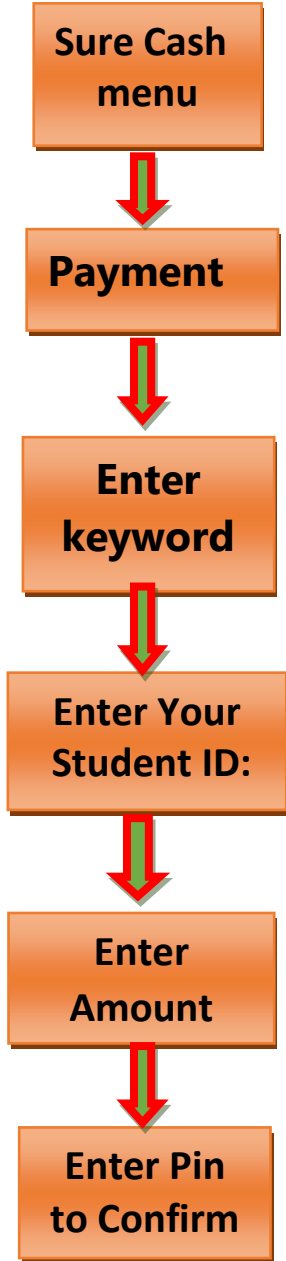 Sure Cash
menu
Payment
Enter
keyword
Enter Your
Student ID:
Enter
Amount
Enter Pin
to Confirm